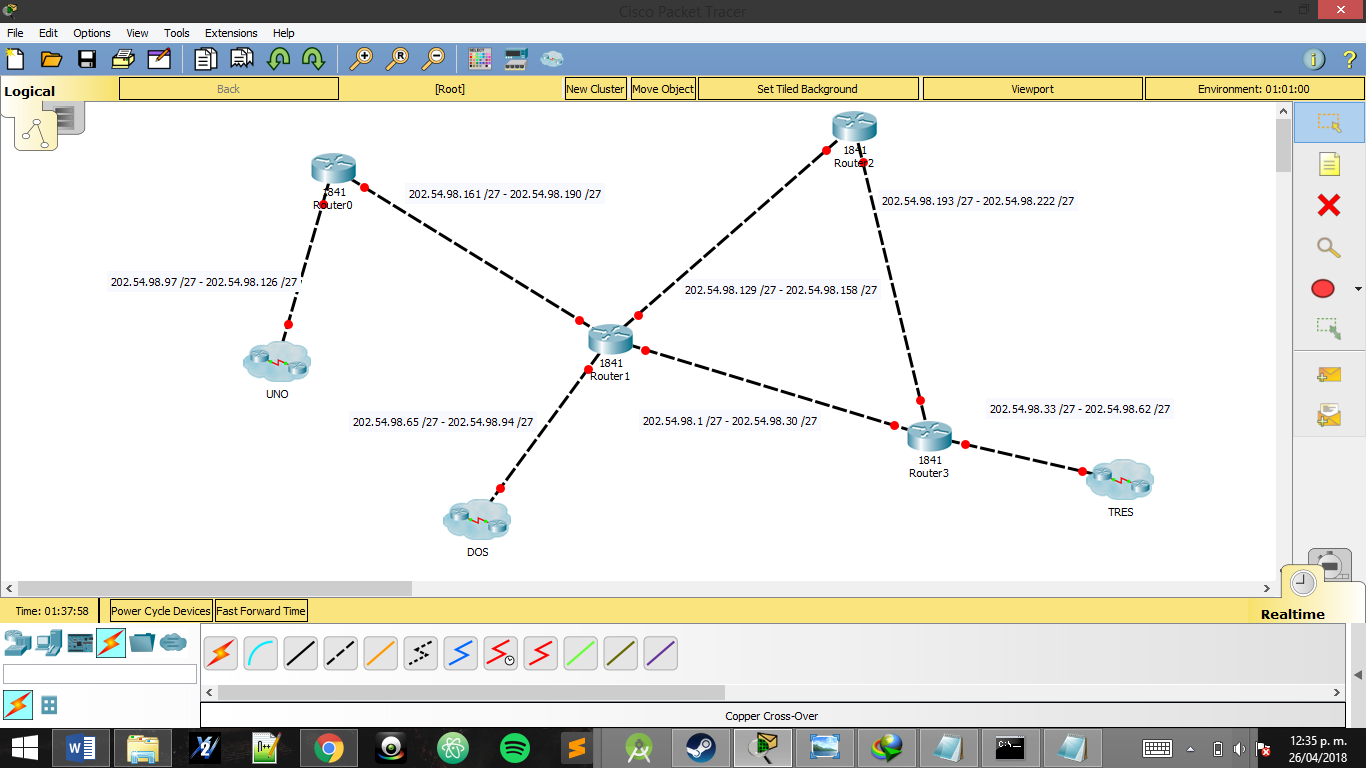 Cisco Packet Tracer
File Edit Options View Tools Extensions Help
Logical
Back
[Root]
New Cluster
Move Object
Set Tiled Background
Viewport
Environment: 01:01:00
1841
Router0
202.54.98.161 /27 - 202.54.98.190 /27
1841
Router2
202.54.98.193 /27 - 202.54.98.222 /27
202.54.98.97 /27 - 202.54.98.126 /27
202.54.98.129 /27 - 202.54.98.158 /27
1841
Router1
UNO
202.54.98.65 /27 - 202.54.98.94 /27
202.54.98.1 /27 - 202.54.98.30 /27
202.54.98.33 /27 - 202.54.98.62 /27
1841
Router3
TRES
DOS
Time: 01:37:58
Power Cycle Devices
Fast Forward Time
Realtime
Copper Cross-Over
12:35 p. m.
26/04/2018